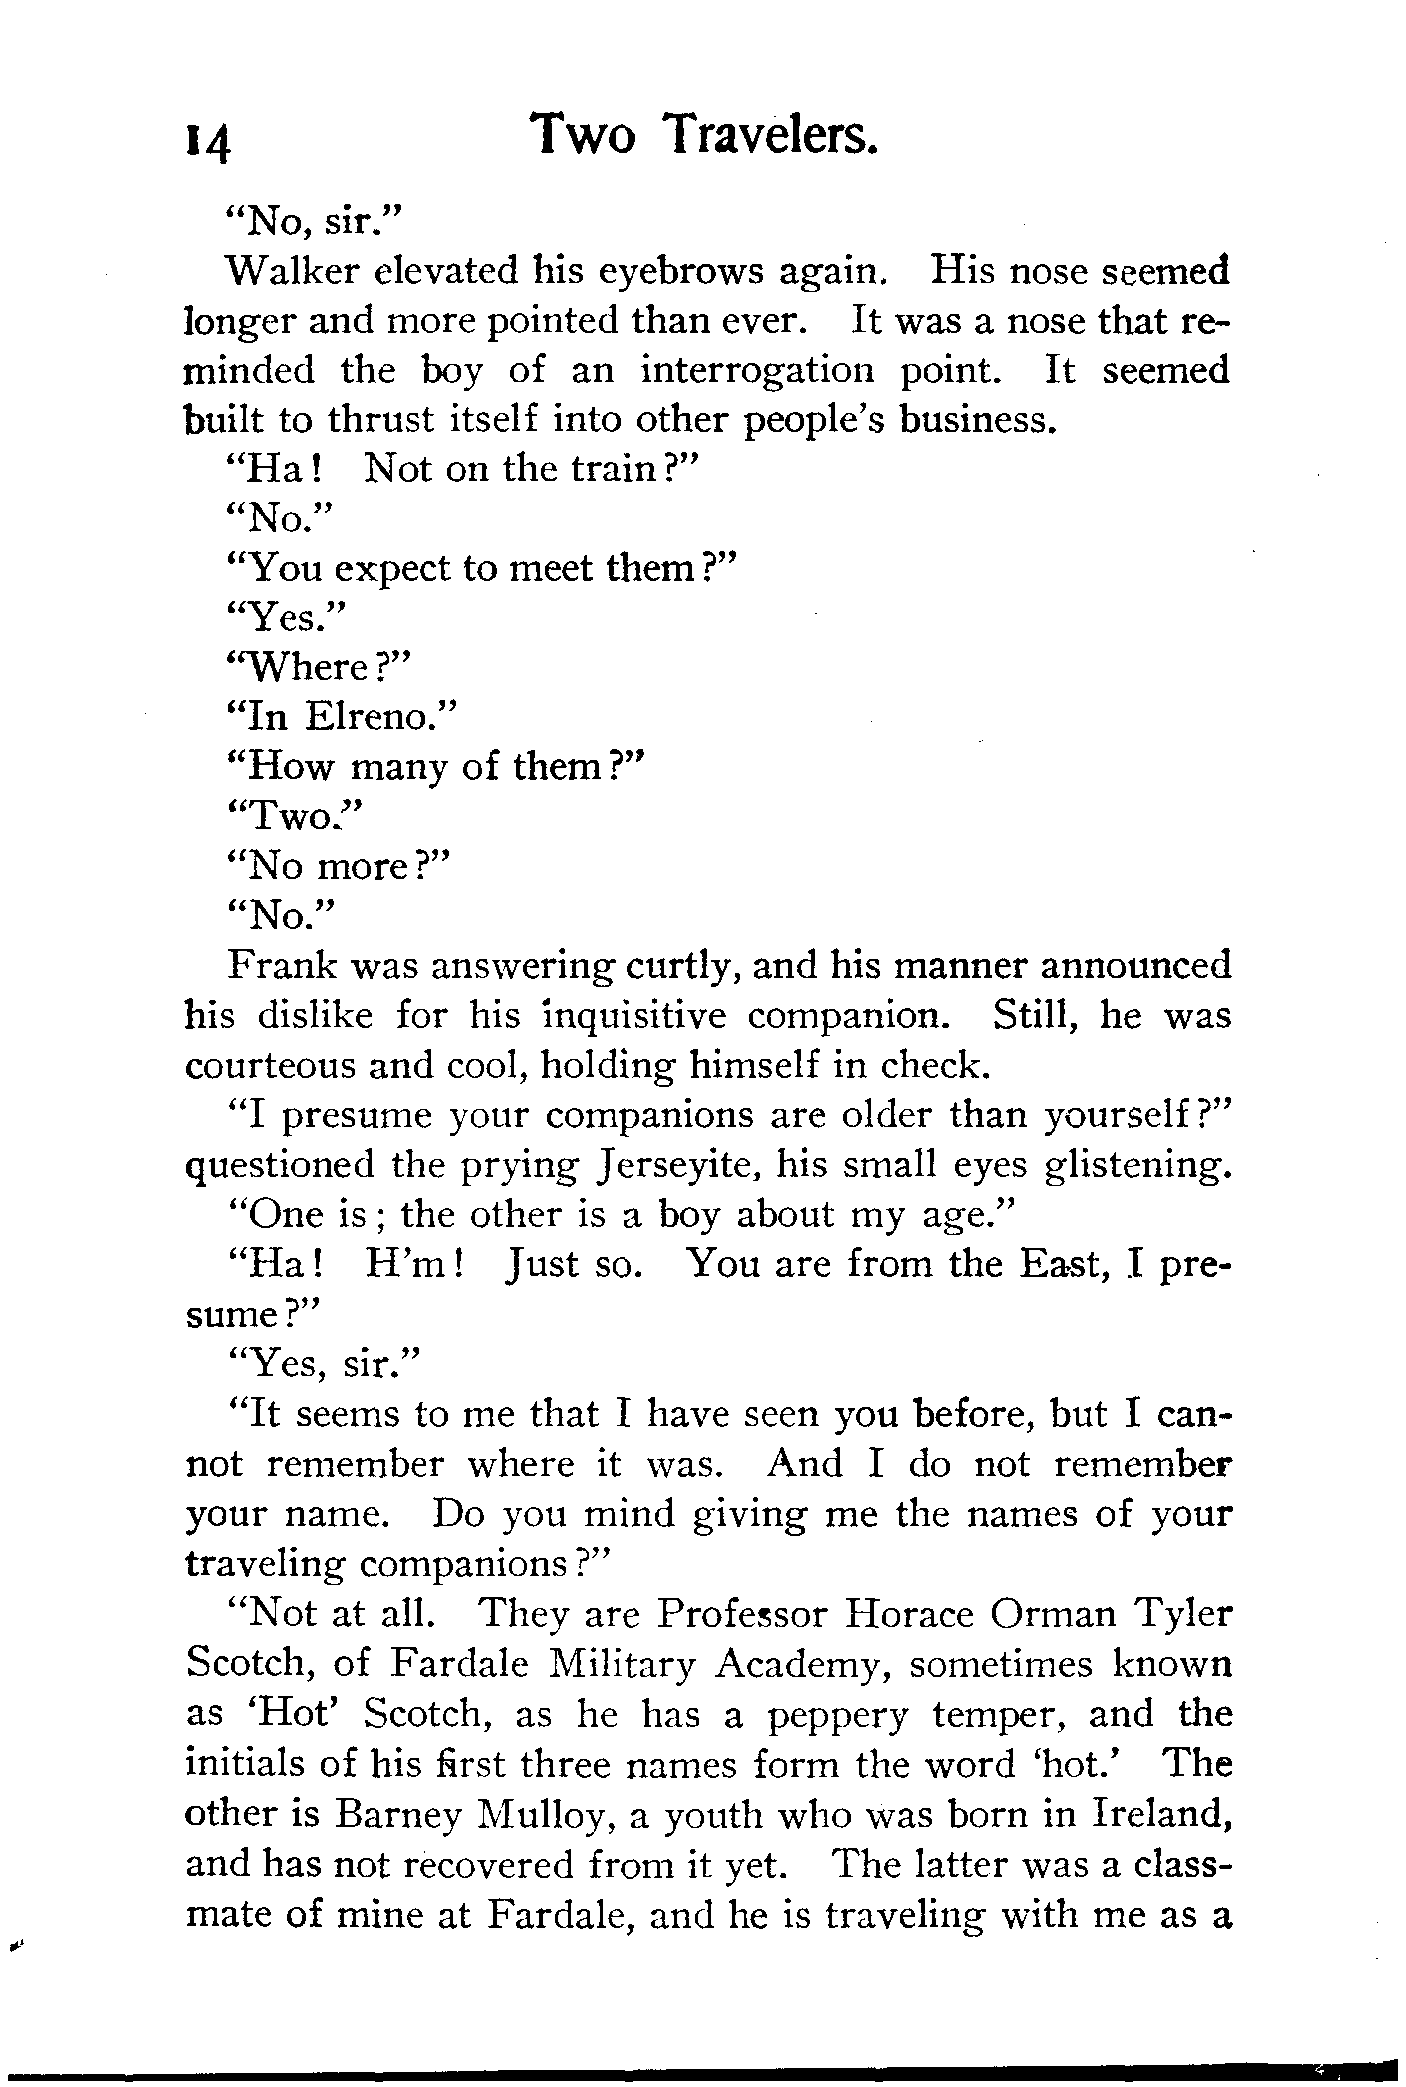 14 Two Travelers.
“No, sir.”
Walker elevated his eyebrows again. His nose seemed
longer and more pointed than ever. It was a nose that re-
minded the boy of an interrogation point. It seemed
built to thrust itself into other people’s business.
“Ha! Not on the train?”
“No.”
“You expect to meet them?”
“Yes.”
“Where?”
“In Elreno.”
“How many of them?”
“Two.”
“No more?”
“No.”
Frank was answering curtly, and his manner announced
his dislike for his inquisitive companion. Still, he was
courteous and cool, holding himself in check.
“I presume your companions are older than yourself?”
questioned the prying Jerseyite, his small eyes glistening.
“One is; the other is a boy about my age.”
“Ha! H’m! Just so. You are from the East, I pre-
sume?”
“Yes, sir.”
“It seems to me that I have seen you before, but I can-
not remember where it was. And I do not remember
your name. Do you mind giving me the names of your
traveling companions?”
“Not at all. They are Professor Horace Orman Tyler
Scotch, of Fardale Military Academy, sometimes known
as ‘Hot’ Scotch, as he has a peppery temper, and the
initials of his first three names form the word ‘hot.’ The
other is Barney Mulloy, a youth who was born in Ireland,
and has not recovered from it yet. The latter was a class-
mate of mine at Fardale, and he is traveling with me as a